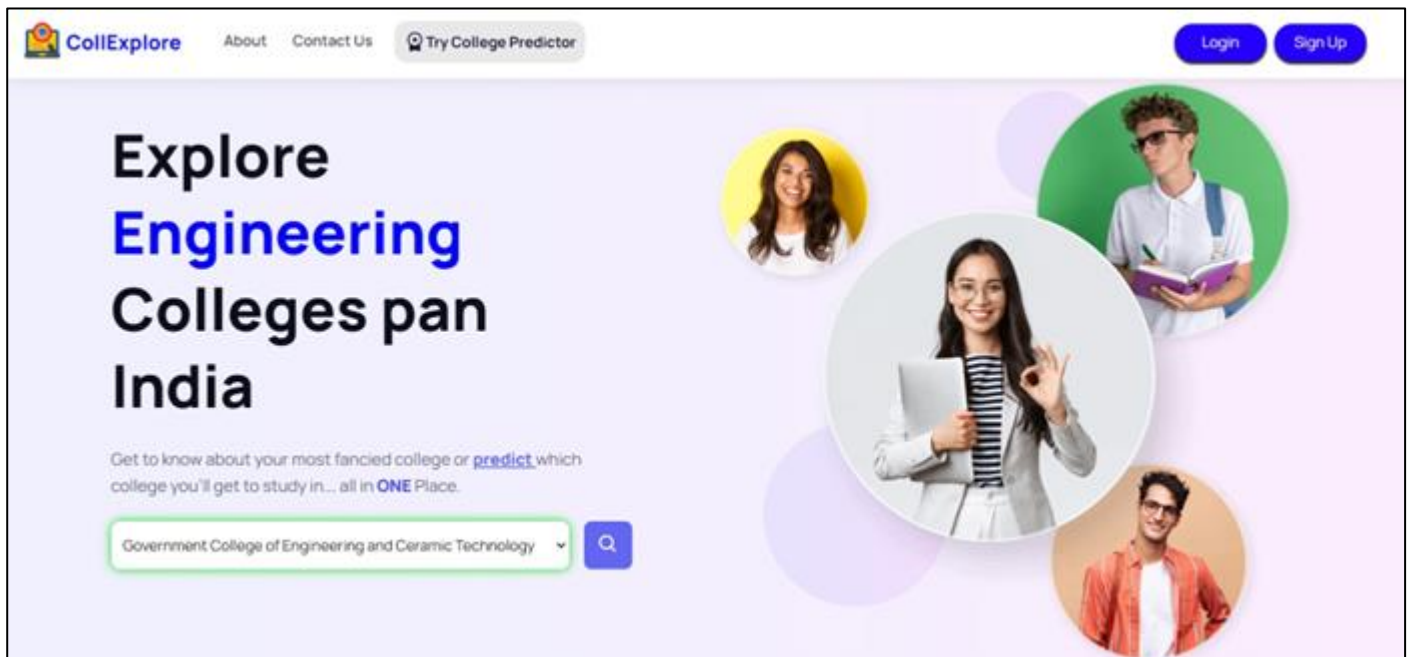 CollExplore About Contact Us Try College Predictor Login Sign Up
Explore
Engineering
Colleges pan
India
Get to know about your most fancied college or predict which
college you'll get to study in... all in ONE Place.
Government College of Engineering and Ceramic Technology